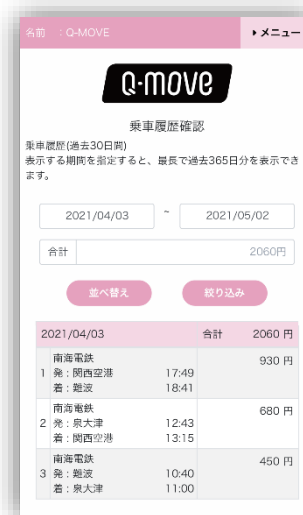 名前　：Q-MOVE
▶メニュー
Q-MOVE
乗車履歴確認
乗車履歴(過去30日間)
表示する期間を指定すると、最長で過去365日分を表示でき
ます。
2021/04/03 ~ 2021/05/02
合計 2060円
並べ替え 絞り込み
2021/04/03 合計 2060 円
南海電鉄
1 発：関西空港 17:49 930 円
着：難波 18:41
南海電鉄
2 発：泉大津 12:43 680 円
着：関西空港 13:15
南海電鉄
3 発：難波 10:40 450 円
着：泉大津 11:00